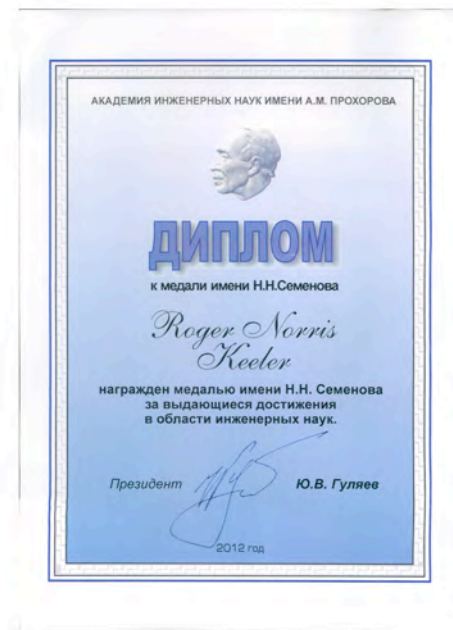 АКАДЕМИЯ ИНЖЕНЕРНЫХ НАУК ИМЕНИ А.М. ПРОХОРОВА
ДИПЛОМ
к медали имени Н.Н.Семенова
Roger Norris
Keeler
награжден медалью имени Н.Н. Семенова
за выдающиеся достижения
в области инженерных наук.
Президент Ю.В. Гуляев
2012 год